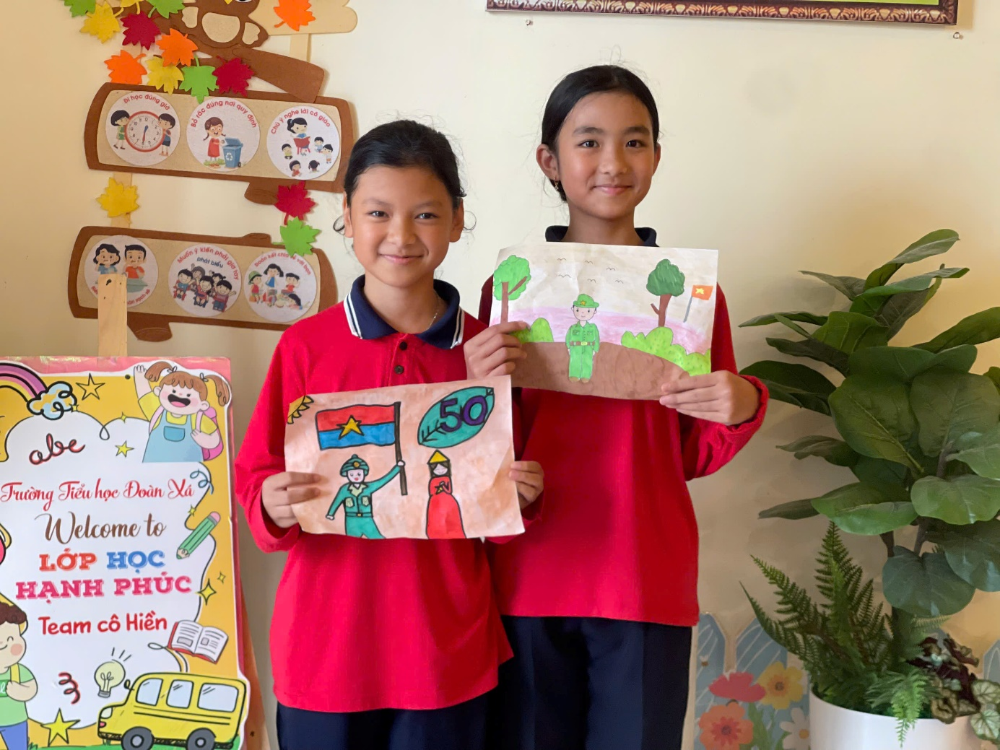 Đi học đúng giờ
Bỏ rác đúng nơi quy định
Chú ý nghe lời cô giáo
Muốn ý kiến phải giơ tay
phát biểu
Đoàn kết chia sẻ với bạn
50
abc
Trường Tiểu học Đoàn Xá
Welcome to
LỚP HỌC
HẠNH PHÚC
Team cô Hiền